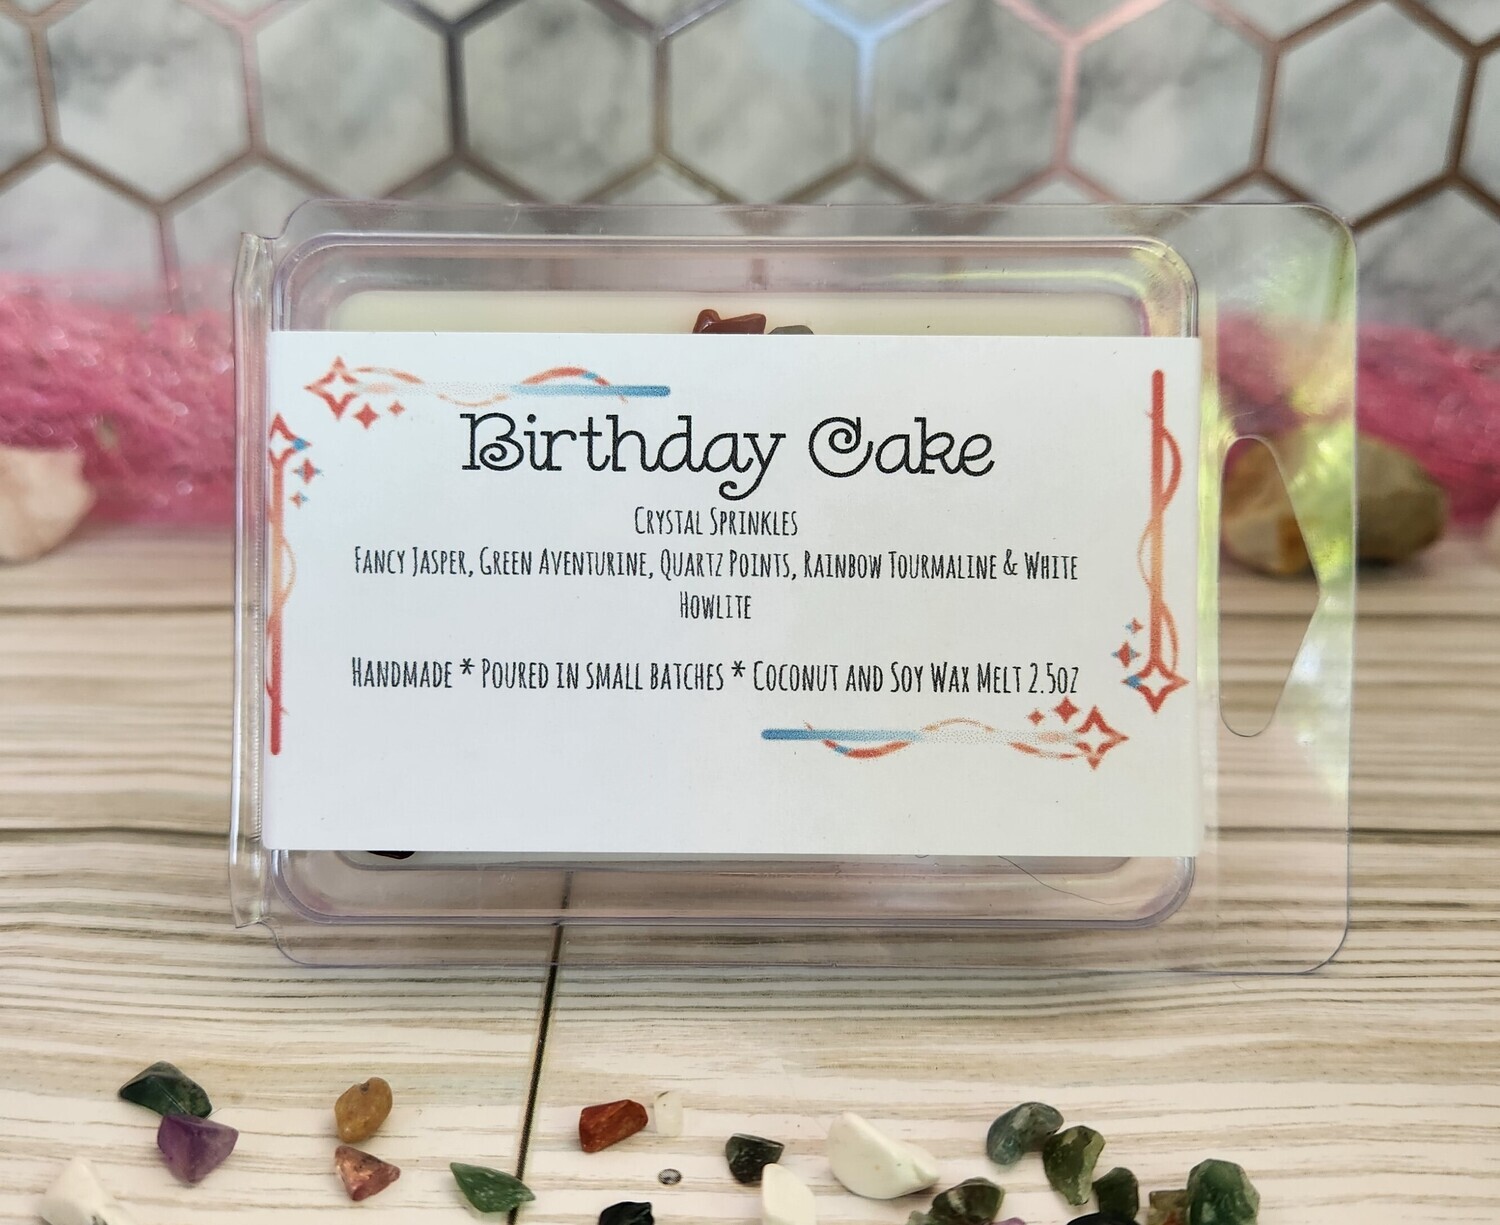 Birthday Cake
Crystal Sprinkles
Fancy Jasper, Green Aventurine, Quartz Points, Rainbow Tourmaline & White
Howlite
Handmade * Poured in small batches * Coconut and Soy Wax Melt 2.5oz